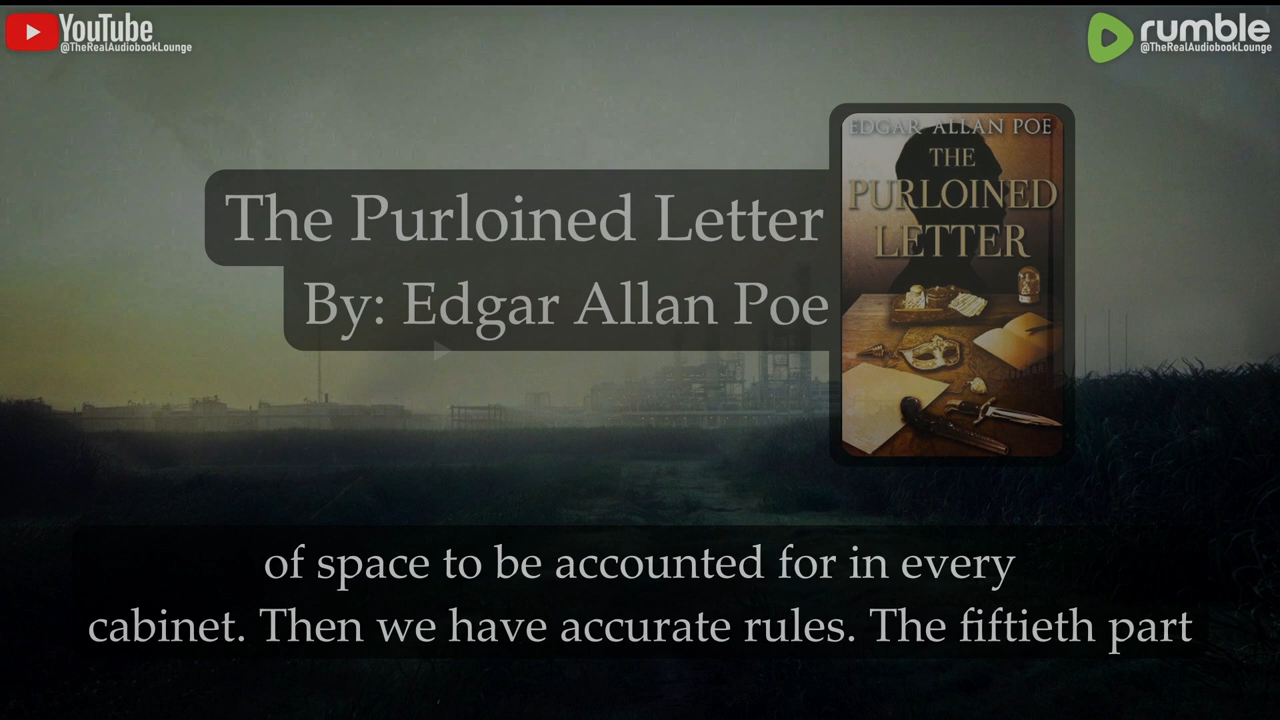 YouTube
@TheRealAudiobookLounge
rumble
@TheRealAudiobookLounge
EDGAR ALLAN POE
THE
PURLOINED
LETTER
The Purloined Letter
By: Edgar Allan Poe
of space to be accounted for in every
cabinet. Then we have accurate rules. The fiftieth part